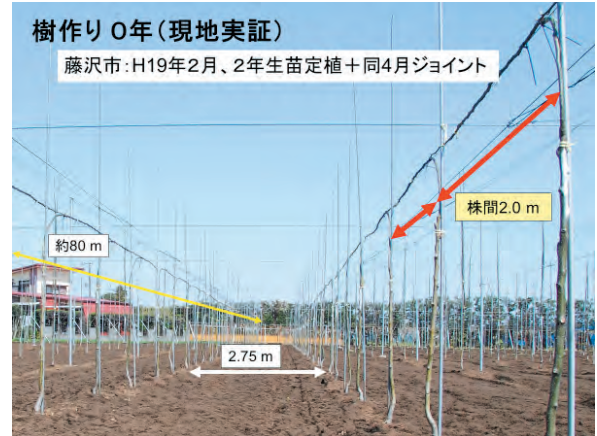 樹作り 0年(現地実証)
藤沢市:H19年2月、2年生苗定植+同4月ジョイント
株間2.0 m
約80 m
2.75 m